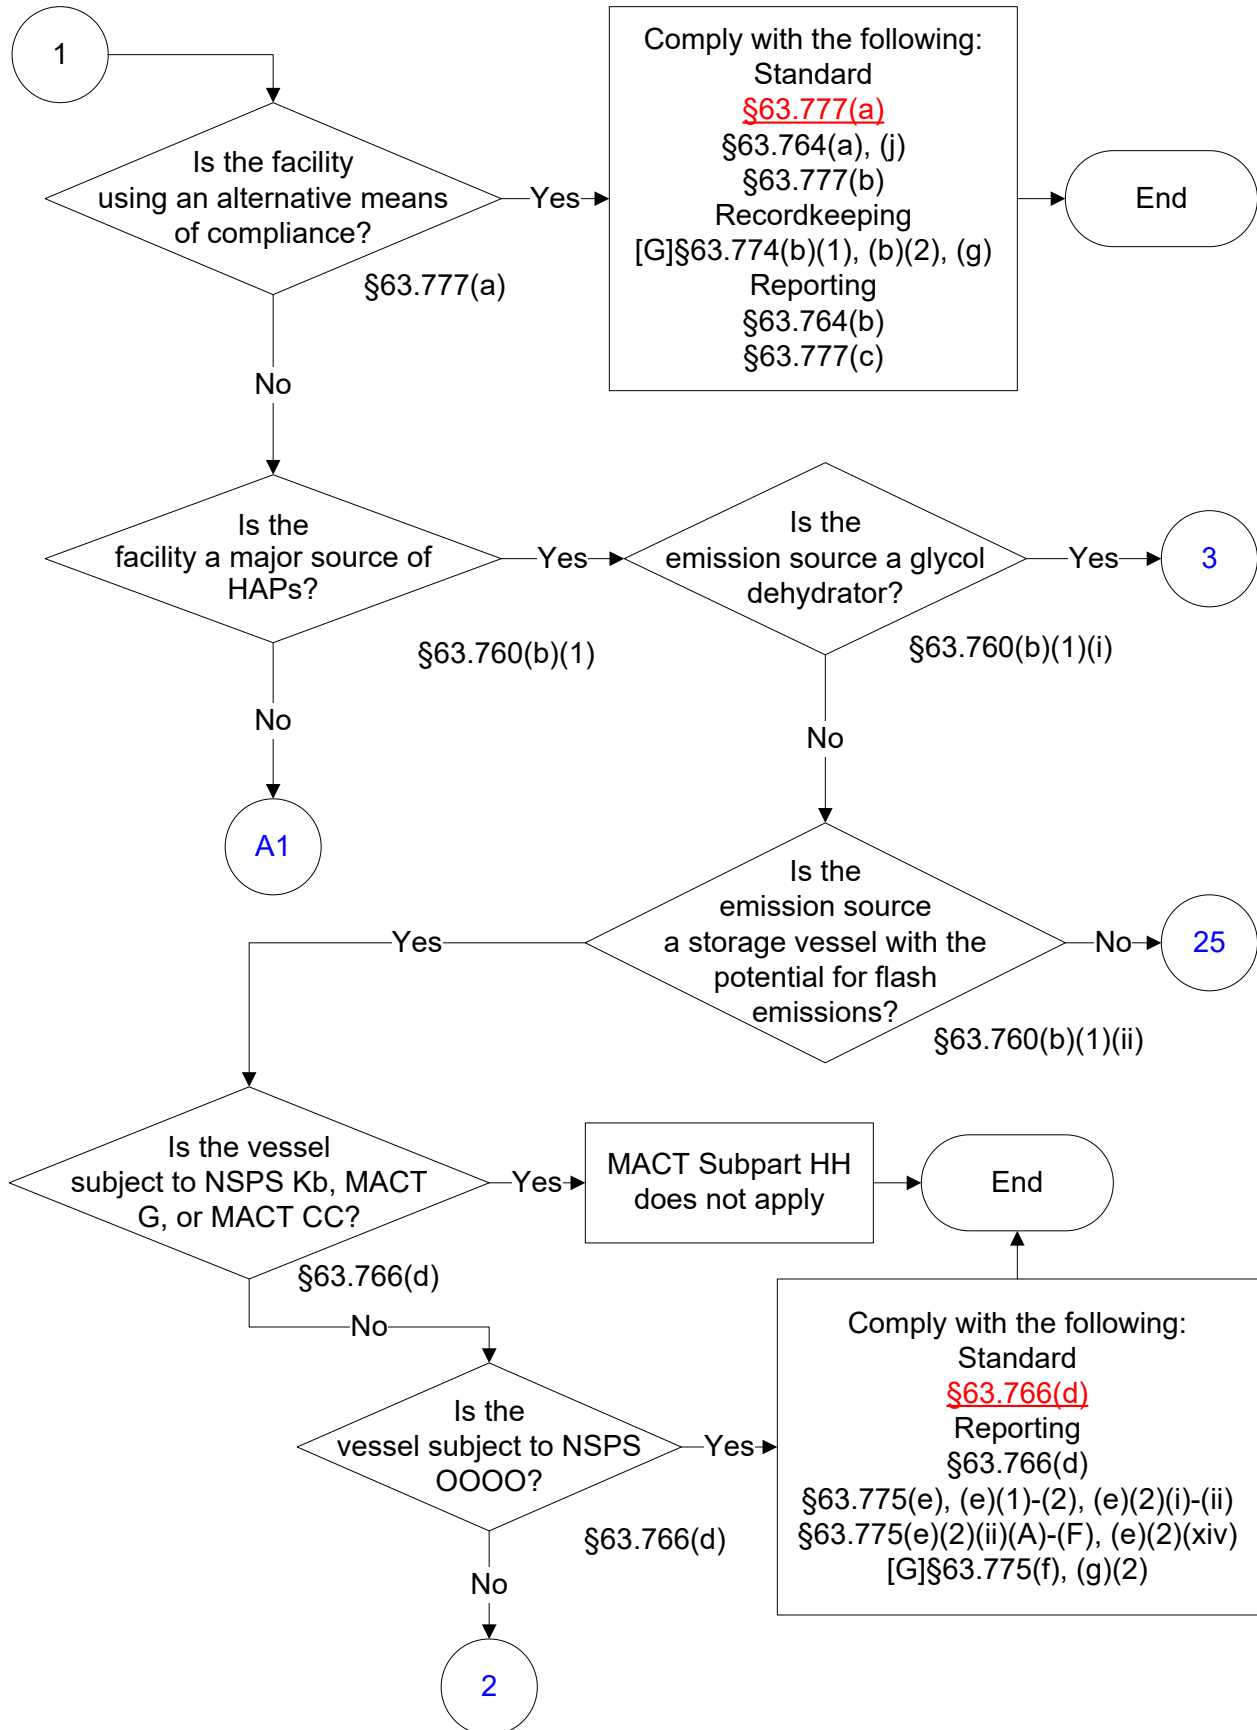 1
Is the facility
using an alternative means
of compliance?
§63.777(a)
Yes
Comply with the following:
Standard
§63.777(a)
§63.764(a), (j)
§63.777(b)
Recordkeeping
[G]§63.774(b)(1), (b)(2), (g)
Reporting
§63.764(b)
§63.777(c)
End
No
Is the
facility a major source of
HAPs?
§63.760(b)(1)
Yes
Is the
emission source a glycol
dehydrator?
§63.760(b)(1)(i)
Yes
3
No
A1
No
Is the
emission source
a storage vessel with the
potential for flash
emissions?
§63.760(b)(1)(ii)
No
25
Yes
Is the vessel
subject to NSPS Kb, MACT
G, or MACT CC?
§63.766(d)
Yes
MACT Subpart HH
does not apply
End
No
Is the
vessel subject to NSPS
OOOO?
§63.766(d)
Yes
Comply with the following:
Standard
§63.766(d)
Reporting
§63.766(d)
§63.775(e), (e)(1)-(2), (e)(2)(i)-(ii)
§63.775(e)(2)(ii)(A)-(F), (e)(2)(xiv)
[G]§63.775(f), (g)(2)
No
2